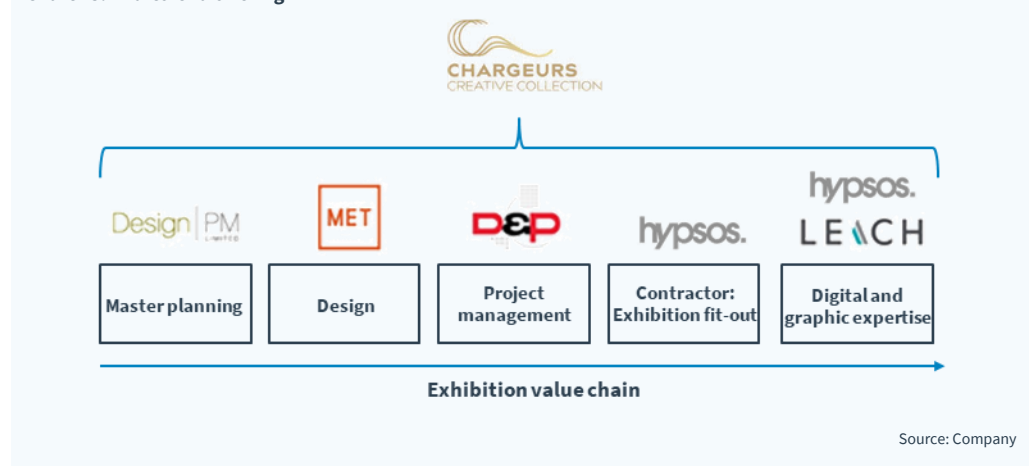 CHARGEURS
CREATIVE COLLECTION
Design PM
LIMITED
MET
D&P
hypsos.
hypsos.
LEACH
Master planning
Design
Project
management
Contractor:
Exhibition fit-out
Digital and
graphic expertise
Exhibition value chain
Source: Company